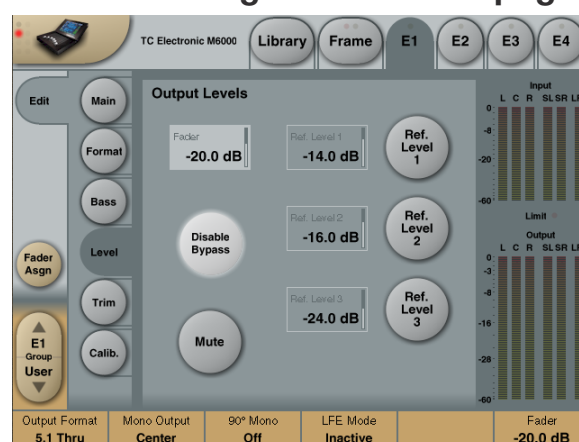 TC Electronic M6000
Library
Frame
E1
E2
E3
E4
Edit
Main
Format
Bass
Level
Trim
Calib.
Fader
Asgn
E1
Group
User
Output Levels
Fader
-20.0 dB
Disable
Bypass
Mute
Ref. Level 1
-14.0 dB
Ref.
Level
1
Ref. Level 2
-16.0 dB
Ref.
Level
2
Ref. Level 3
-24.0 dB
Ref.
Level
3
Input
L C R SL SR
0
-8
-20
-60
Limit
Output
L C R SL SR
0
-3
-8
-16
-28
-60
Output Format
5.1 Thru
Mono Output
Center
90° Mono
Off
LFE Mode
Inactive
Fader
-20.0 dB